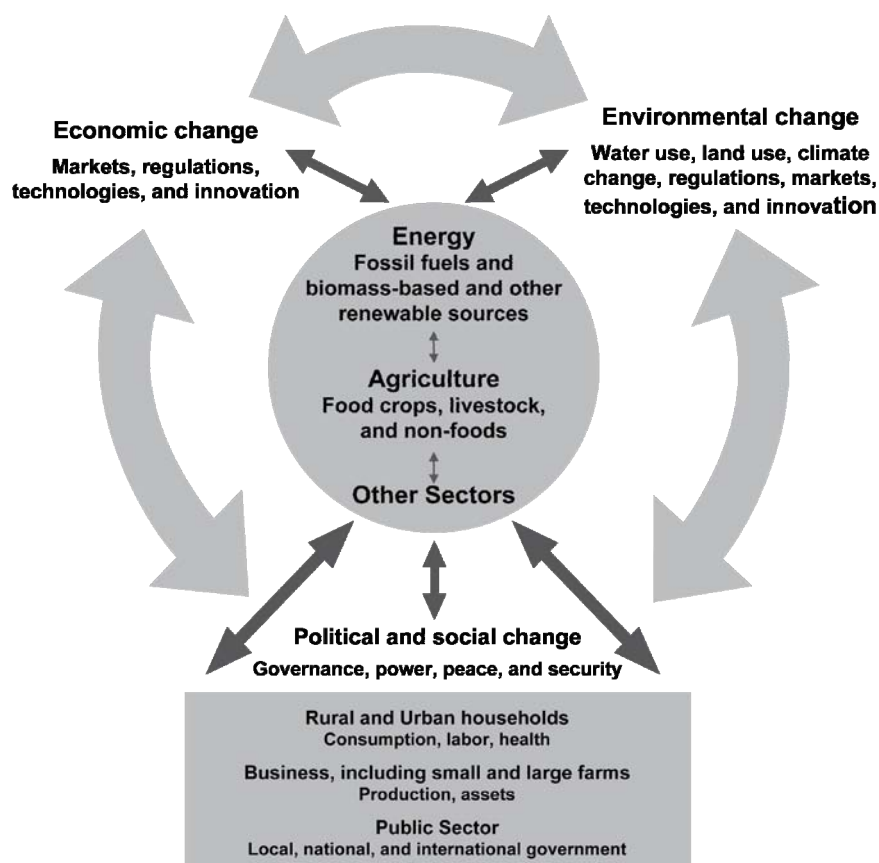 Economic change
Markets, regulations,
technologies, and innovation
Environmental change
Water use, land use, climate
change, regulations, markets,
technologies, and innovation
Energy
Fossil fuels and
biomass-based and other
renewable sources
Agriculture
Food crops, livestock,
and non-foods
Other Sectors
Political and social change
Governance, power, peace, and security
Rural and Urban households
Consumption, labor, health
Business, including small and large farms
Production, assets
Public Sector
Local, national, and international government